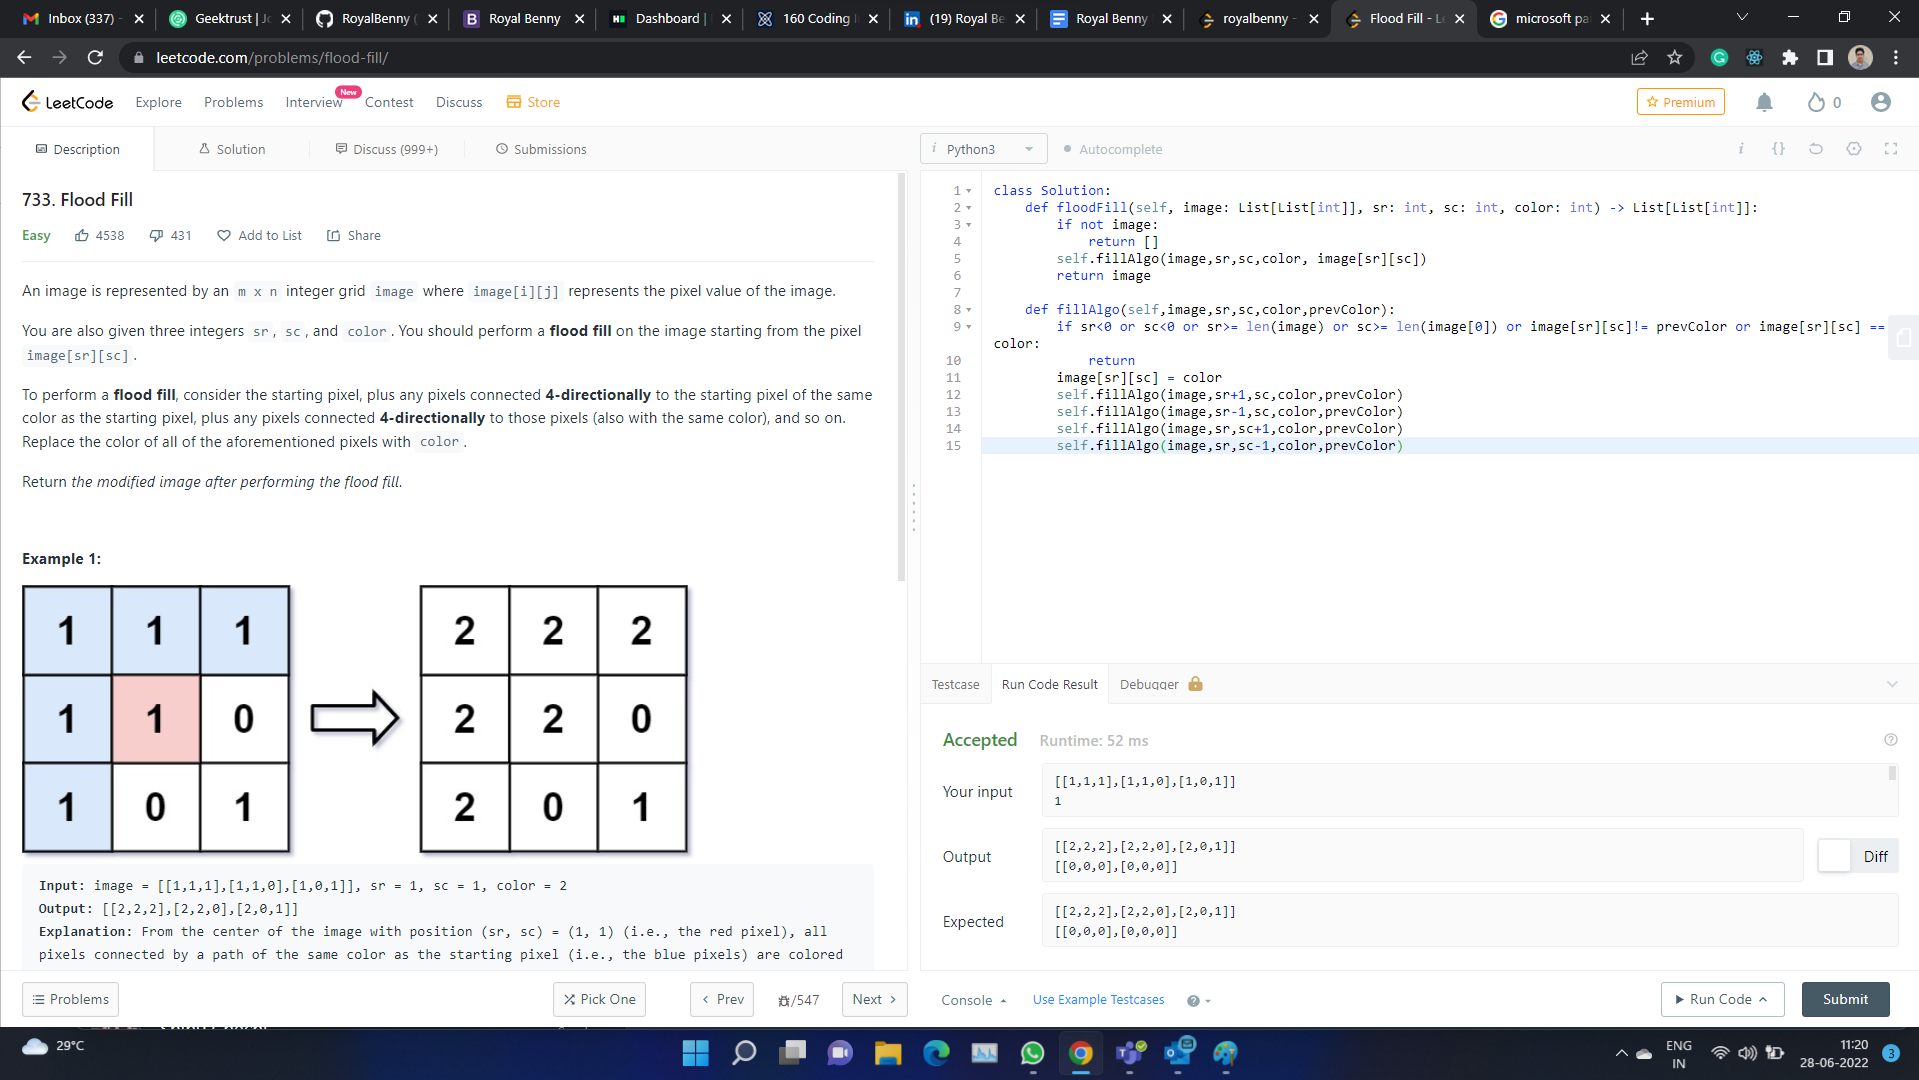 Inbox (337) -
Geektrust | Jo
RoyalBenny (
Royal Benny
Dashboard |
160 Coding I
(19) Royal Be
Royal Benny
royalbenny -
Flood Fill - Le
microsoft pa
leetcode.com/problems/flood-fill/
LeetCode
Explore
Problems
Interview
New
Contest
Discuss
Store
Premium
0
Description
Solution
Discuss (999+)
Submissions
i Python3
Autocomplete
733. Flood Fill
Easy
4538
431
Add to List
Share
An image is represented by an m x n integer grid image where image[i][j] represents the pixel value of the image.
You are also given three integers sr, sc, and color. You should perform a flood fill on the image starting from the pixel
image[sr][sc].
To perform a flood fill, consider the starting pixel, plus any pixels connected 4-directionally to the starting pixel of the same
color as the starting pixel, plus any pixels connected 4-directionally to those pixels (also with the same color), and so on.
Replace the color of all of the aforementioned pixels with color.
Return the modified image after performing the flood fill.
Example 1:
1 1 1
1 1 0
1 0 1
2 2 2
2 2 0
2 0 1
Input: image = [[1,1,1],[1,1,0],[1,0,1]], sr = 1, sc = 1, color = 2
Output: [[2,2,2],[2,2,0],[2,0,1]]
Explanation: From the center of the image with position (sr, sc) = (1, 1) (i.e., the red pixel), all
pixels connected by a path of the same color as the starting pixel (i.e., the blue pixels) are colored
1 class Solution:
2 def floodFill(self, image: List[List[int]], sr: int, sc: int, color: int) -> List[List[int]]:
3 if not image:
4 return []
5 self.fillAlgo(image,sr,sc,color, image[sr][sc])
6 return image
7
8 def fillAlgo(self,image,sr,sc,color,prevColor):
9 if sr<0 or sc<0 or sr>= len(image) or sc>= len(image[0]) or image[sr][sc]!= prevColor or image[sr][sc] ==
color:
10 return
11 image[sr][sc] = color
12 self.fillAlgo(image,sr+1,sc,color,prevColor)
13 self.fillAlgo(image,sr-1,sc,color,prevColor)
14 self.fillAlgo(image,sr,sc+1,color,prevColor)
15 self.fillAlgo(image,sr,sc-1,color,prevColor)
Testcase
Run Code Result
Debugger
Accepted
Runtime: 52 ms
Your input
[[1,1,1],[1,1,0],[1,0,1]]
1
Output
[[2,2,2],[2,2,0],[2,0,1]]
[[0,0,0],[0,0,0]]
Diff
Expected
[[2,2,2],[2,2,0],[2,0,1]]
[[0,0,0],[0,0,0]]
Problems
Pick One
Prev
/547
Next
Console
Use Example Testcases
Run Code
Submit
29°C
ENG
IN
11:20
28-06-2022
3